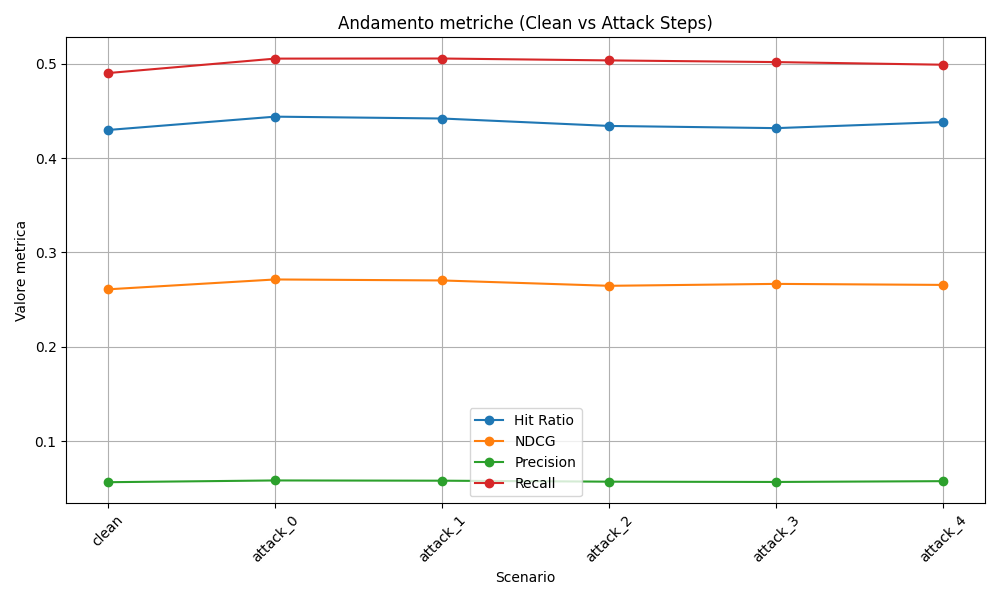 Andamento metriche (Clean vs Attack Steps)
Valore metrica
0.5
0.4
0.3
0.2
0.1
Hit Ratio
NDCG
Precision
Recall
clean
attack_0
attack_1
attack_2
attack_3
attack_4
Scenario